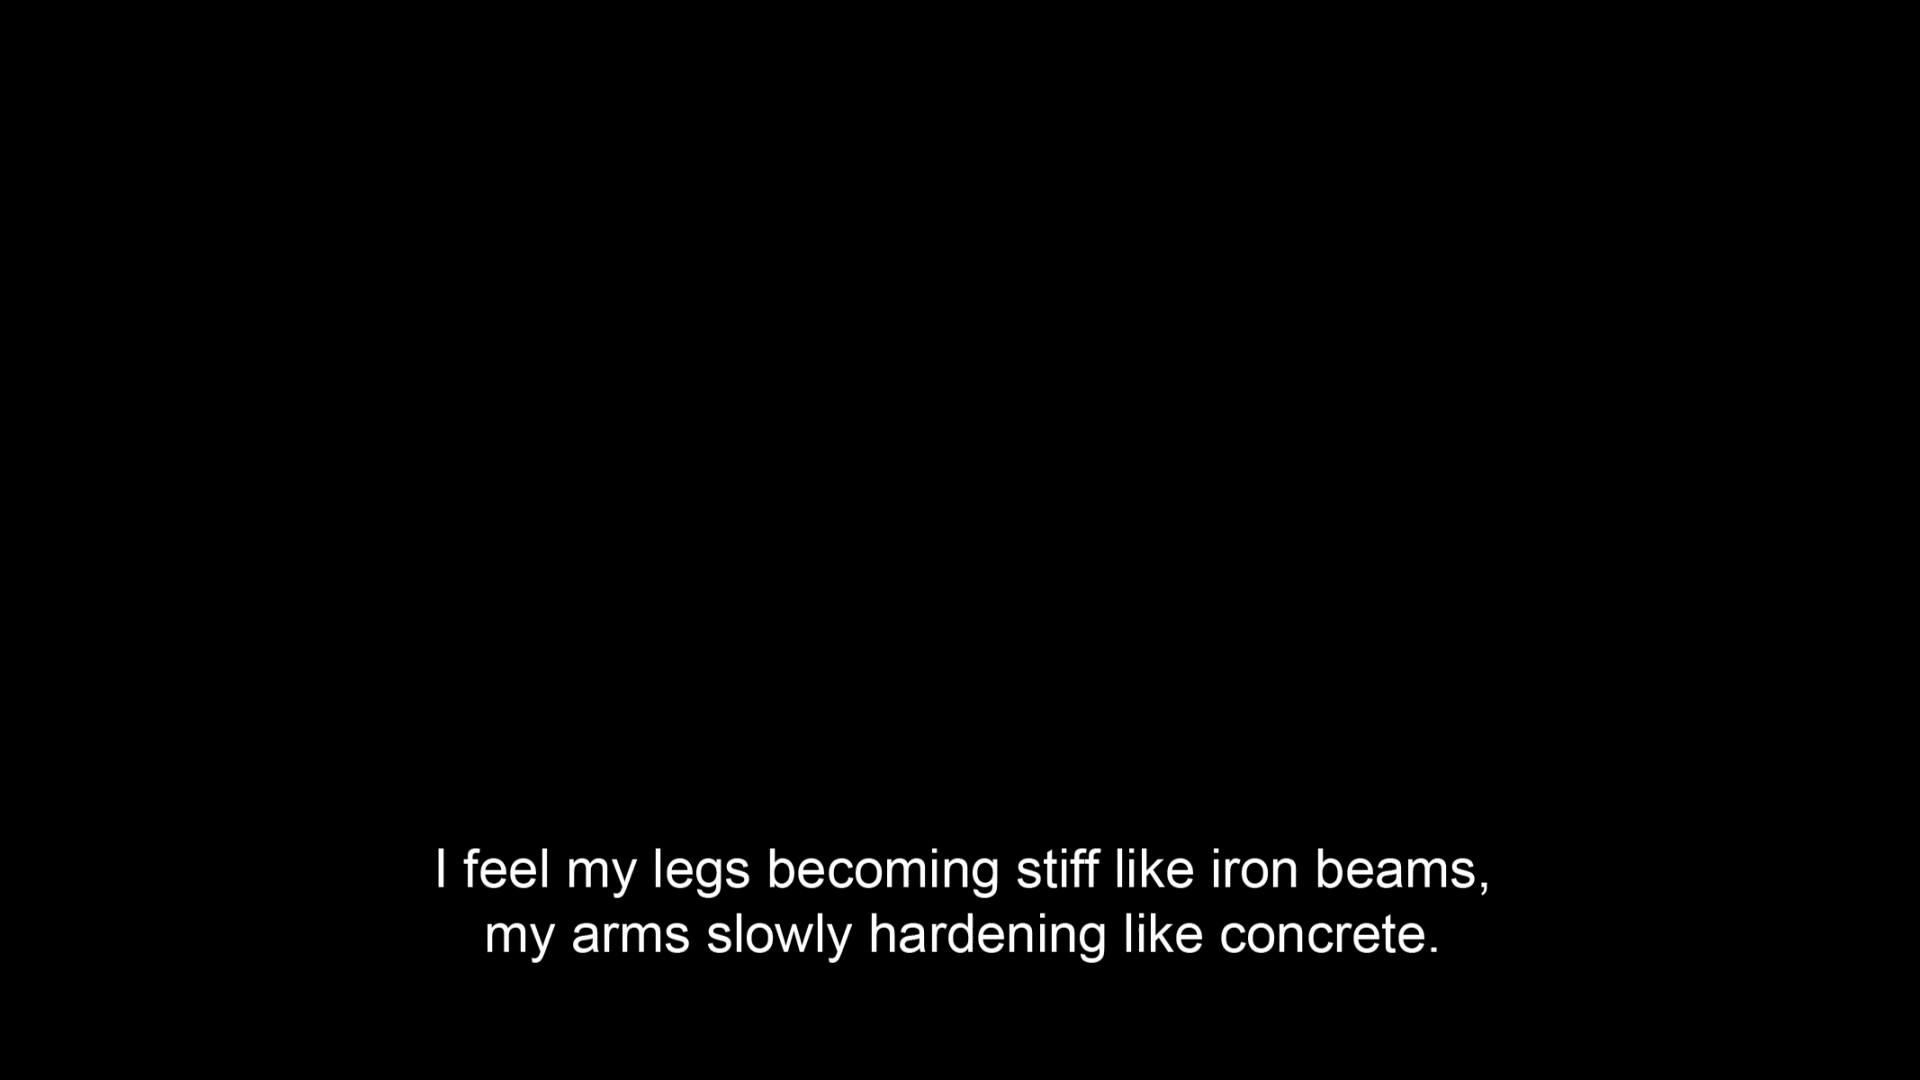 I feel my legs becoming stiff like iron beams,
my arms slowly hardening like concrete.